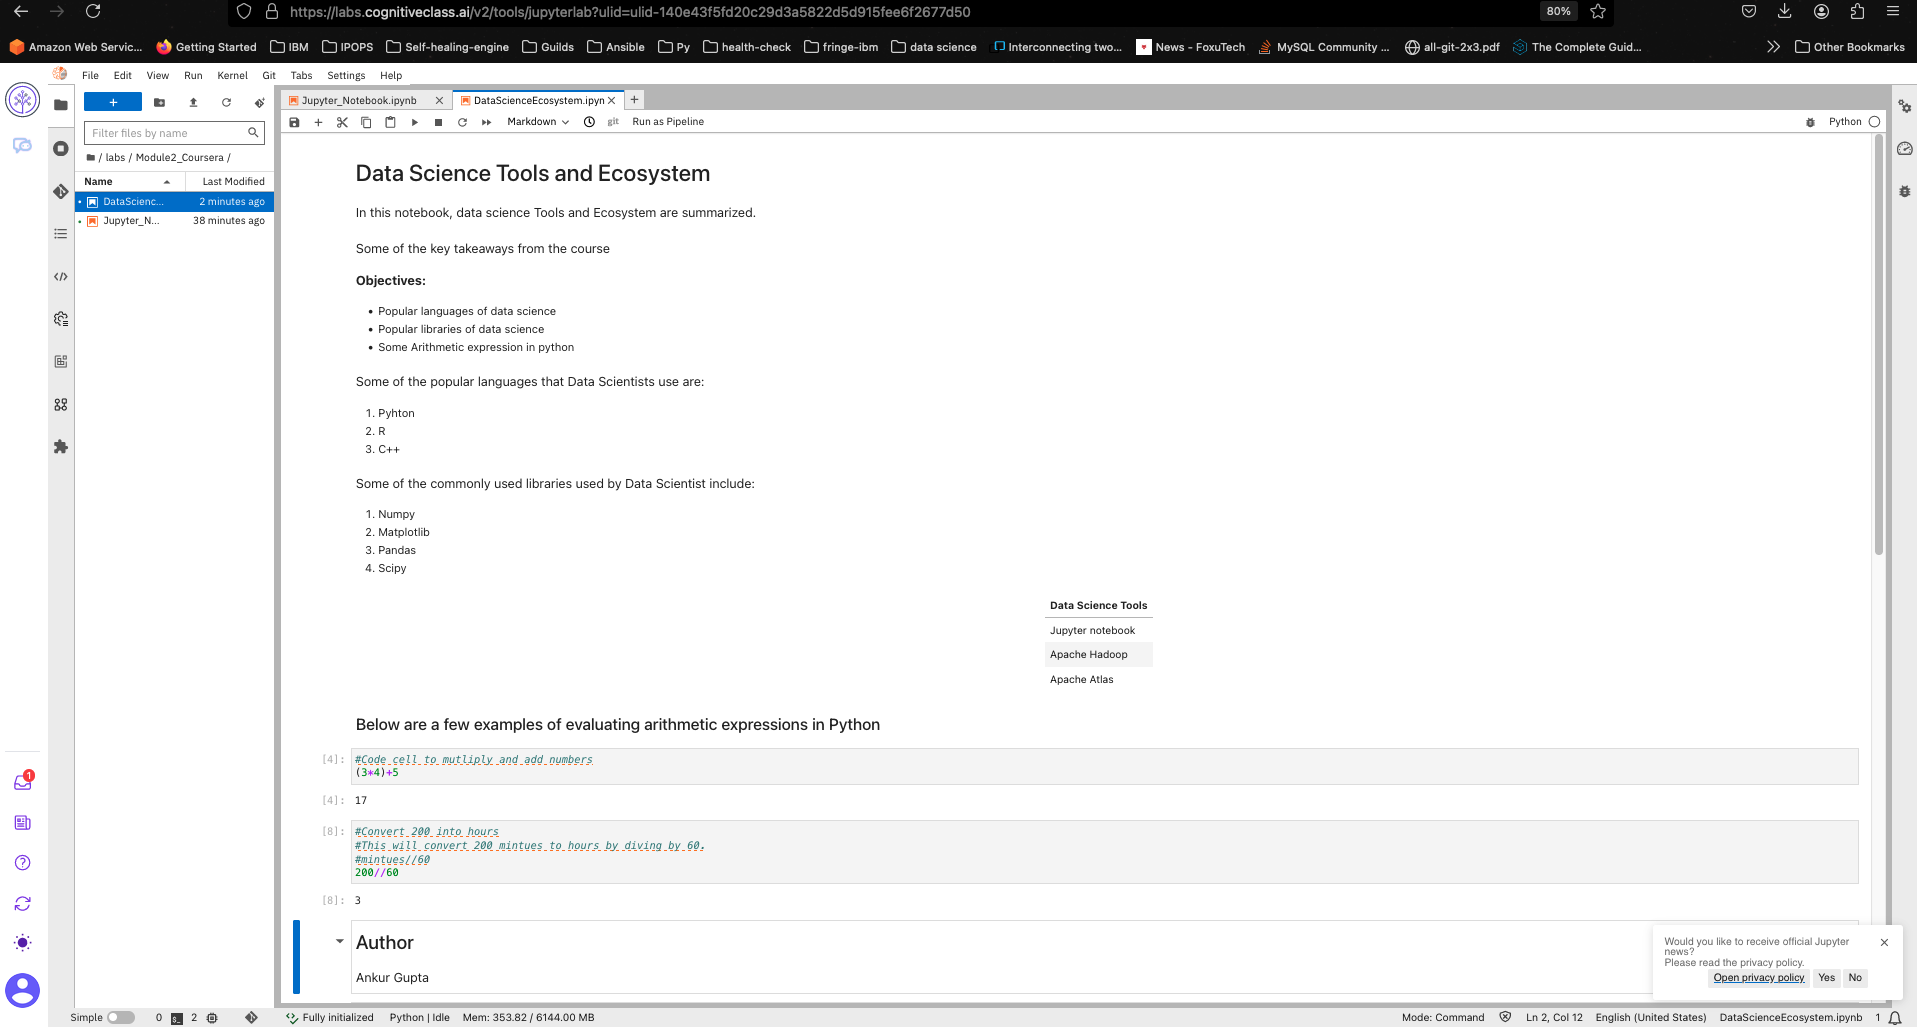 https://labs.cognitiveclass.ai/v2/tools/jupyterlab?ulid=ulid-140e43f5fd20c29d3a5822d5d915fee6f2677d50
80%
Amazon Web Servic...
Getting Started
IBM
IPOPS
Self-healing-engine
Guilds
Ansible
Py
health-check
fringe-ibm
data science
Interconnecting two...
News - FoxuTech
MySQL Community ...
all-git-2x3.pdf
The Complete Guid...
Other Bookmarks
File Edit View Run Kernel Git Tabs Settings Help
+
Filter files by name
/ labs / Module2_Coursera /
Name Last Modified
DataScienc... 2 minutes ago
Jupyter_N... 38 minutes ago
Jupyter_Notebook.ipynb
DataScienceEcosystem.ipyn
Markdown
git
Run as Pipeline
Python
Data Science Tools and Ecosystem
In this notebook, data science Tools and Ecosystem are summarized.
Some of the key takeaways from the course
Objectives:
• Popular languages of data science
• Popular libraries of data science
• Some Arithmetic expression in python
Some of the popular languages that Data Scientists use are:
1. Pyhton
2. R
3. C++
Some of the commonly used libraries used by Data Scientist include:
1. Numpy
2. Matplotlib
3. Pandas
4. Scipy
Data Science Tools
Jupyter notebook
Apache Hadoop
Apache Atlas
Below are a few examples of evaluating arithmetic expressions in Python
[4]: #Code cell to mutliply and add numbers
(3*4)+5
[4]: 17
[8]: #Convert 200 into hours
#This will convert 200 mintues to hours by diving by 60.
#mintues//60
200//60
[8]: 3
Author
Ankur Gupta
1
Would you like to receive official Jupyter
news?
Please read the privacy policy.
Open privacy policy Yes No
Simple 0 2 Fully initialized Python | Idle Mem: 353.82 / 6144.00 MB Mode: Command Ln 2, Col 12 English (United States) DataScienceEcosystem.ipynb 1